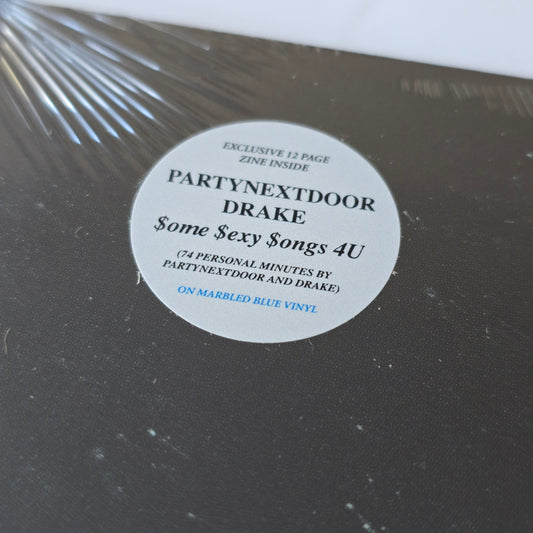 EXCLUSIVE 12 PAGE
ZINE INSIDE
PARTYNEXTDOOR
DRAKE
$ome $exy $ongs 4U
(74 PERSONAL MINUTES BY
PARTYNEXTDOOR AND DRAKE)
ON MARBLED BLUE VINYL